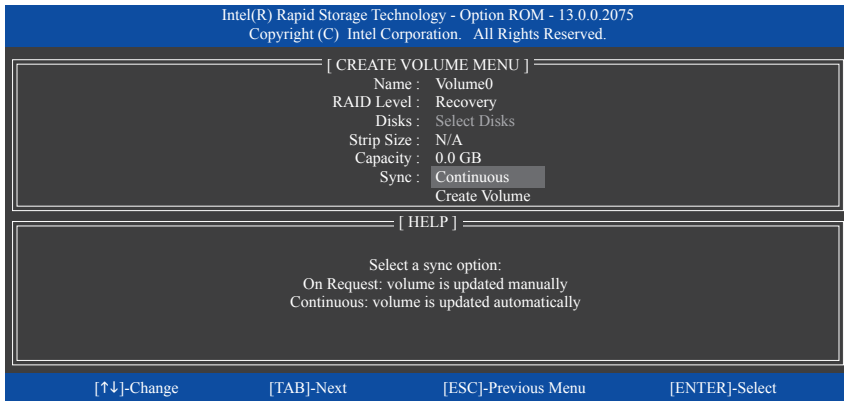 Intel(R) Rapid Storage Technology - Option ROM - 13.0.0.2075
Copyright (C) Intel Corporation. All Rights Reserved.
[ CREATE VOLUME MENU ]
Name : Volume0
RAID Level : Recovery
Disks : Select Disks
Strip Size : N/A
Capacity : 0.0 GB
Sync : Continuous
Create Volume
[ HELP ]
Select a sync option:
On Request: volume is updated manually
Continuous: volume is updated automatically
[↑↓]-Change [TAB]-Next [ESC]-Previous Menu [ENTER]-Select